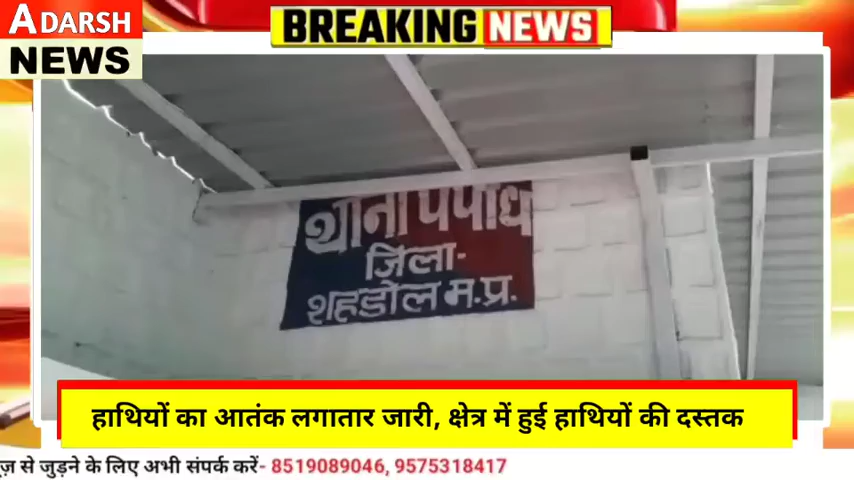 ADARSH
NEWS
BREAKING NEWS
थाना पपौंध
जिला-
शहडोल म.प्र.
हाथियों का आतंक लगातार जारी, क्षेत्र में हुई हाथियों की दस्तक
से जुड़ने के लिए अभी संपर्क करें- 8519089046, 9575318417